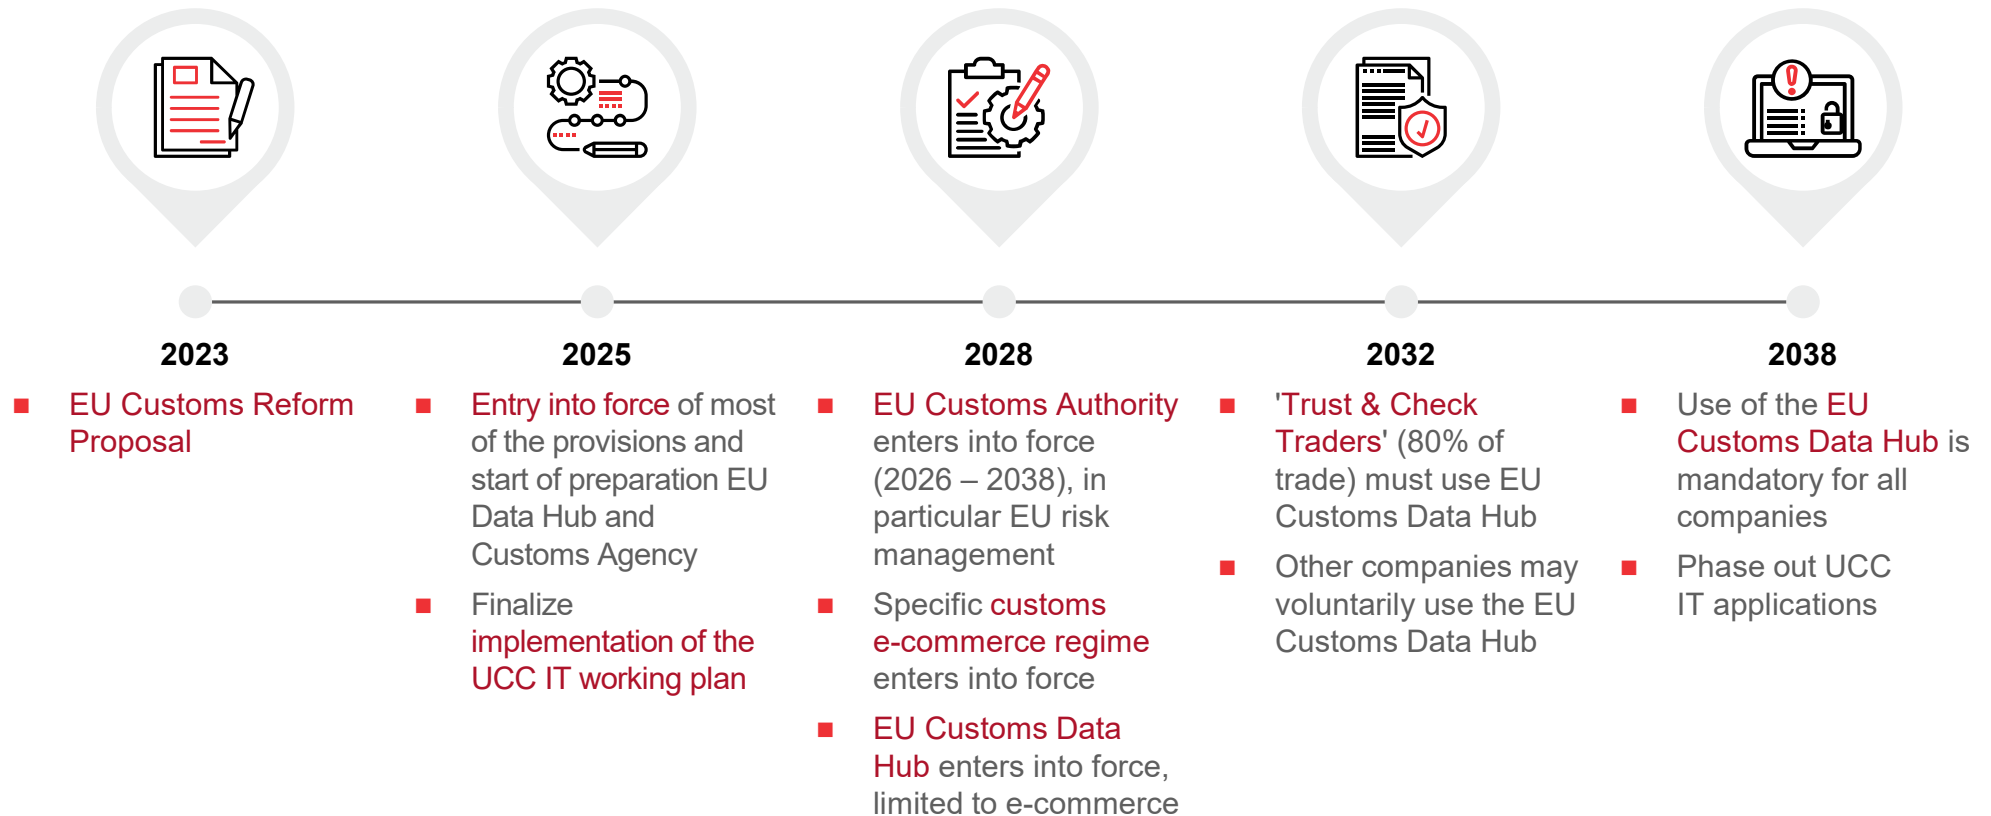 2023
EU Customs Reform
Proposal
2025
Entry into force of most
of the provisions and
start of preparation EU
Data Hub and
Customs Agency
Finalize
implementation of the
UCC IT working plan
2028
EU Customs Authority
enters into force
(2026 – 2038), in
particular EU risk
management
Specific customs
e-commerce regime
enters into force
EU Customs Data
Hub enters into force,
limited to e-commerce
2032
'Trust & Check
Traders' (80% of
trade) must use EU
Customs Data Hub
Other companies may
voluntarily use the EU
Customs Data Hub
2038
Use of the EU
Customs Data Hub is
mandatory for all
companies
Phase out UCC
IT applications